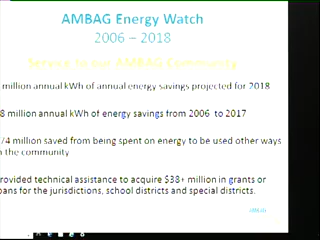 AMBAG Energy Watch
2006 – 2018
Service to our AMBAG Community
million annual kWh of annual energy savings projected for 2018
8 million annual kWh of energy savings from 2006 to 2017
74 million saved from being spent on energy to be used other ways
the community
rovided technical assistance to acquire $38+ million in grants or
oans for the jurisdictions, school districts and special districts.